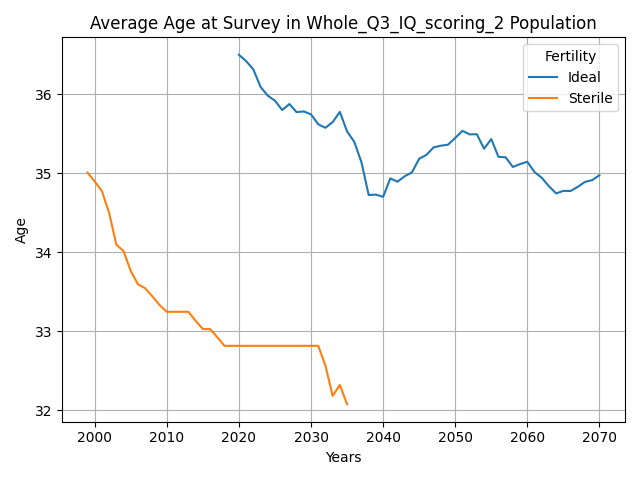 Average Age at Survey in Whole_Q3_IQ_scoring_2 Population
Fertility
Ideal
Sterile
Age
36
35
34
33
32
2000 2010 2020 2030 2040 2050 2060 2070
Years